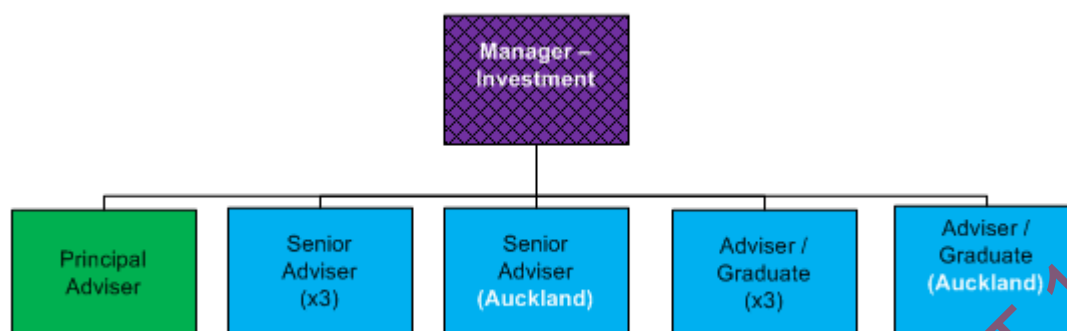 Manager –
Investment
Principal
Adviser
Senior
Adviser
(x3)
Senior
Adviser
(Auckland)
Adviser /
Graduate
(x3)
Adviser /
Graduate
(Auckland)